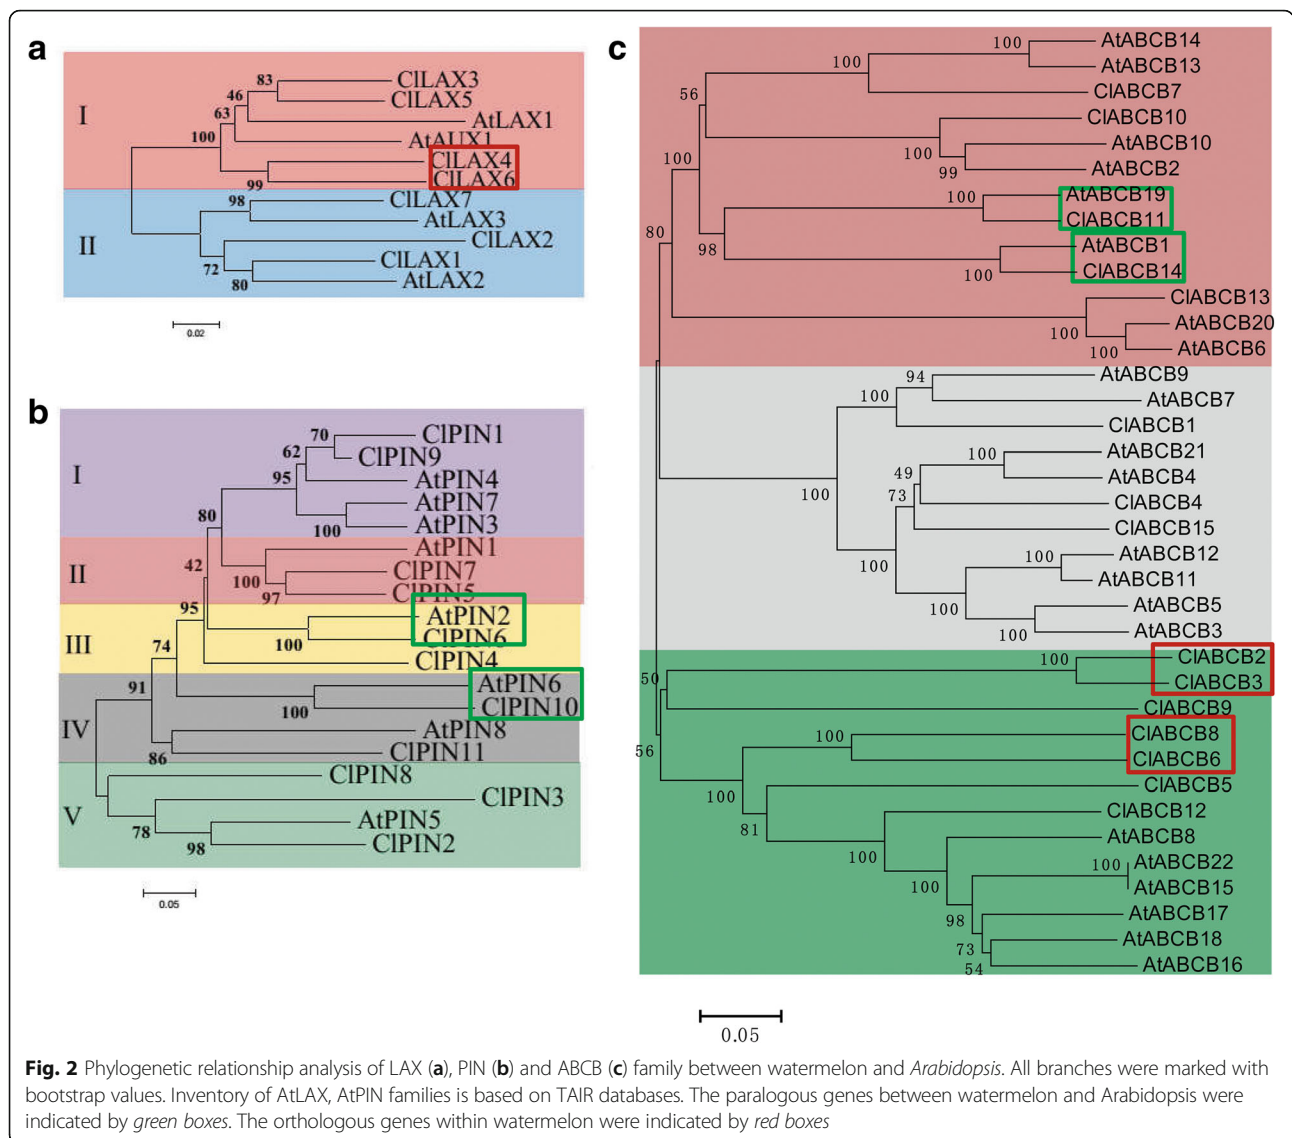 a
I
II
83
ClLAX3
ClLAX5
46
AtLAX1
63
AtAUX1
100
ClLAX4
99
ClLAX6
98
ClLAX7
AtLAX3
ClLAX2
72
ClLAX1
80
AtLAX2
0.02
b
I
II
III
IV
V
70
ClPIN1
62
ClPIN9
95
AtPIN4
AtPIN7
100
AtPIN3
80
AtPIN1
100
ClPIN7
97
ClPIN5
42
AtPIN2
95
100
ClPIN6
74
ClPIN4
91
AtPIN6
100
ClPIN10
AtPIN8
86
ClPIN11
ClPIN8
ClPIN3
78
AtPIN5
98
ClPIN2
0.05
c
100
AtABCB14
100
AtABCB13
56
ClABCB7
ClABCB10
100
AtABCB10
99
AtABCB2
100
100
AtABCB19
ClABCB11
98
AtABCB1
100
ClABCB14
80
ClABCB13
100
AtABCB20
100
AtABCB6
94
AtABCB9
100
AtABCB7
ClABCB1
100
AtABCB21
49
AtABCB4
100
73
ClABCB4
ClABCB15
100
100
AtABCB12
AtABCB11
100
AtABCB5
100
AtABCB3
100
ClABCB2
50
ClABCB3
ClABCB9
56
100
ClABCB8
ClABCB6
100
ClABCB5
81
ClABCB12
100
AtABCB8
100
100
AtABCB22
AtABCB15
98
AtABCB17
73
AtABCB18
54
AtABCB16
0.05
Fig. 2 Phylogenetic relationship analysis of LAX (a), PIN (b) and ABCB (c) family between watermelon and Arabidopsis. All branches were marked with
bootstrap values. Inventory of AtLAX, AtPIN families is based on TAIR databases. The paralogous genes between watermelon and Arabidopsis were
indicated by green boxes. The orthologous genes within watermelon were indicated by red boxes